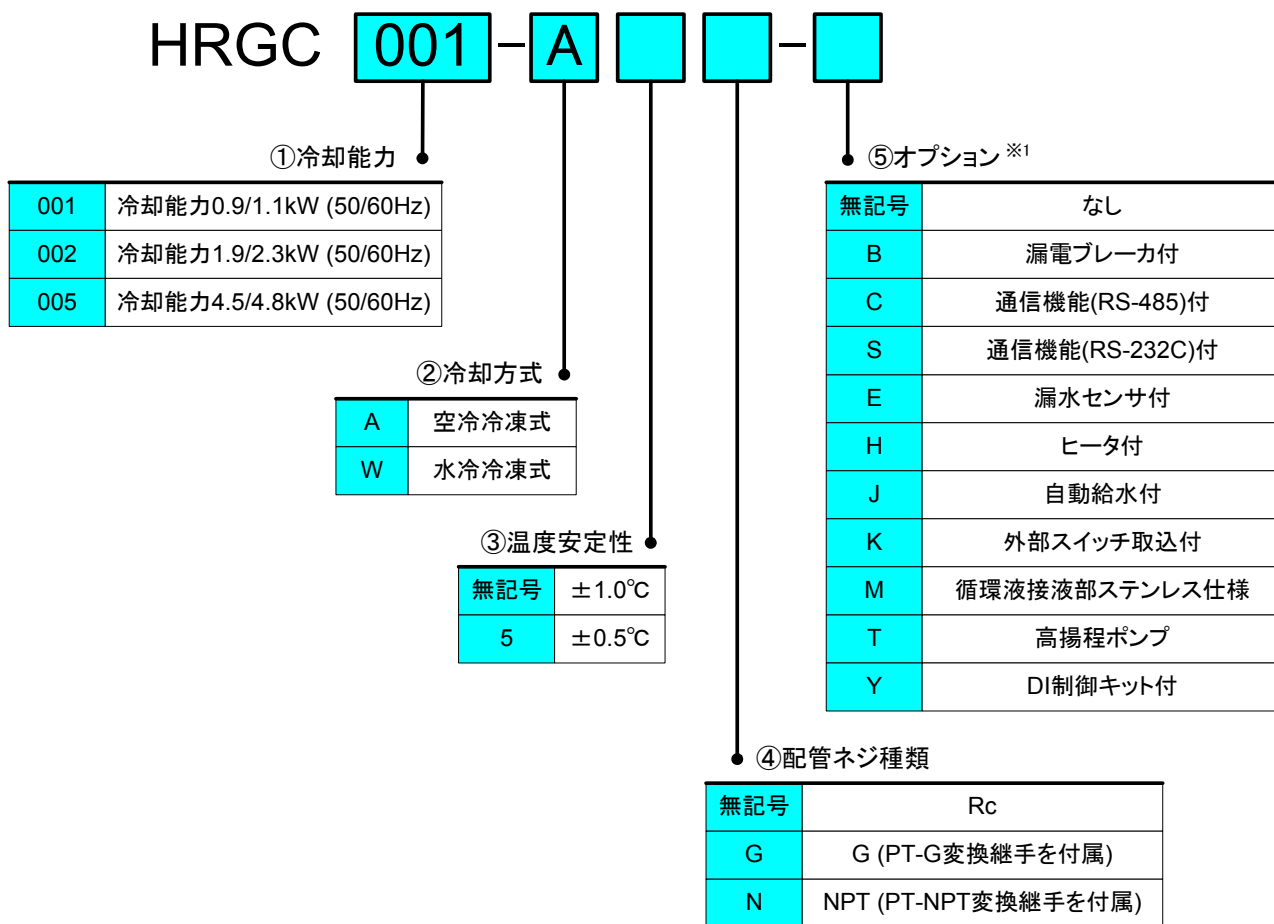 HRGC 001-A -
①冷却能力
001 冷却能力0.9/1.1kW (50/60Hz)
002 冷却能力1.9/2.3kW (50/60Hz)
005 冷却能力4.5/4.8kW (50/60Hz)
②冷却方式
A 空冷冷凍式
W 水冷冷凍式
③温度安定性
無記号 ±1.0℃
5 ±0.5℃
④配管ネジ種類
無記号 Rc
G G (PT-G変換継手を付属)
N NPT (PT-NPT変換継手を付属)
⑤オプション ※1
無記号 なし
B 漏電ブレーカ付
C 通信機能(RS-485)付
S 通信機能(RS-232C)付
E 漏水センサ付
H ヒータ付
J 自動給水付
K 外部スイッチ取込付
M 循環液接液部ステンレス仕様
T 高揚程ポンプ
Y DI制御キット付